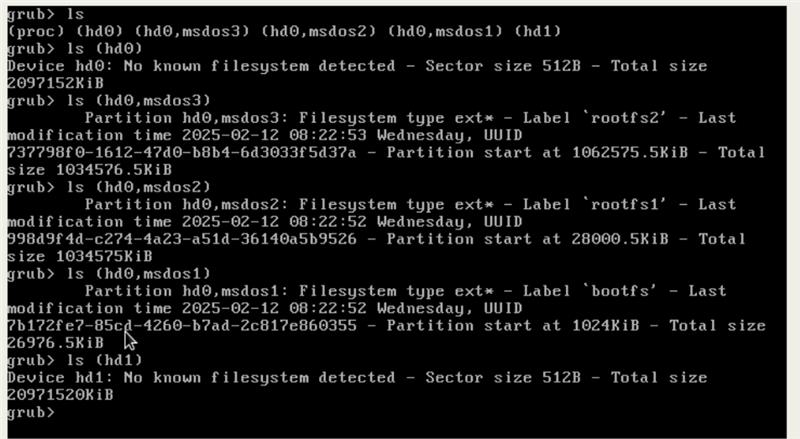 grub> ls
(proc) (hd0) (hd0,msdos3) (hd0,msdos2) (hd0,msdos1) (hd1)
grub> ls (hd0)
Device hd0: No known filesystem detected - Sector size 512B - Total size
2097152KiB
grub> ls (hd0,msdos3)
        Partition hd0,msdos3: Filesystem type ext* - Label `rootfs2' - Last
modification time 2025-02-12 08:22:53 Wednesday, UUID
737798f0-1612-47d0-b8b4-6d3033f5d37a - Partition start at 1062575.5KiB - Total
size 1034576.5KiB
grub> ls (hd0,msdos2)
        Partition hd0,msdos2: Filesystem type ext* - Label `rootfs1' - Last
modification time 2025-02-12 08:22:52 Wednesday, UUID
998d9f4d-c274-4a23-a51d-36140a5b9526 - Partition start at 28000.5KiB - Total
size 1034575KiB
grub> ls (hd0,msdos1)
        Partition hd0,msdos1: Filesystem type ext* - Label `bootfs' - Last
modification time 2025-02-12 08:22:52 Wednesday, UUID
7b172fe7-85cd-4260-b7ad-2c817e860355 - Partition start at 1024KiB - Total size
26976.5KiB
grub> ls (hd1)
Device hd1: No known filesystem detected - Sector size 512B - Total size
20971520KiB
grub>